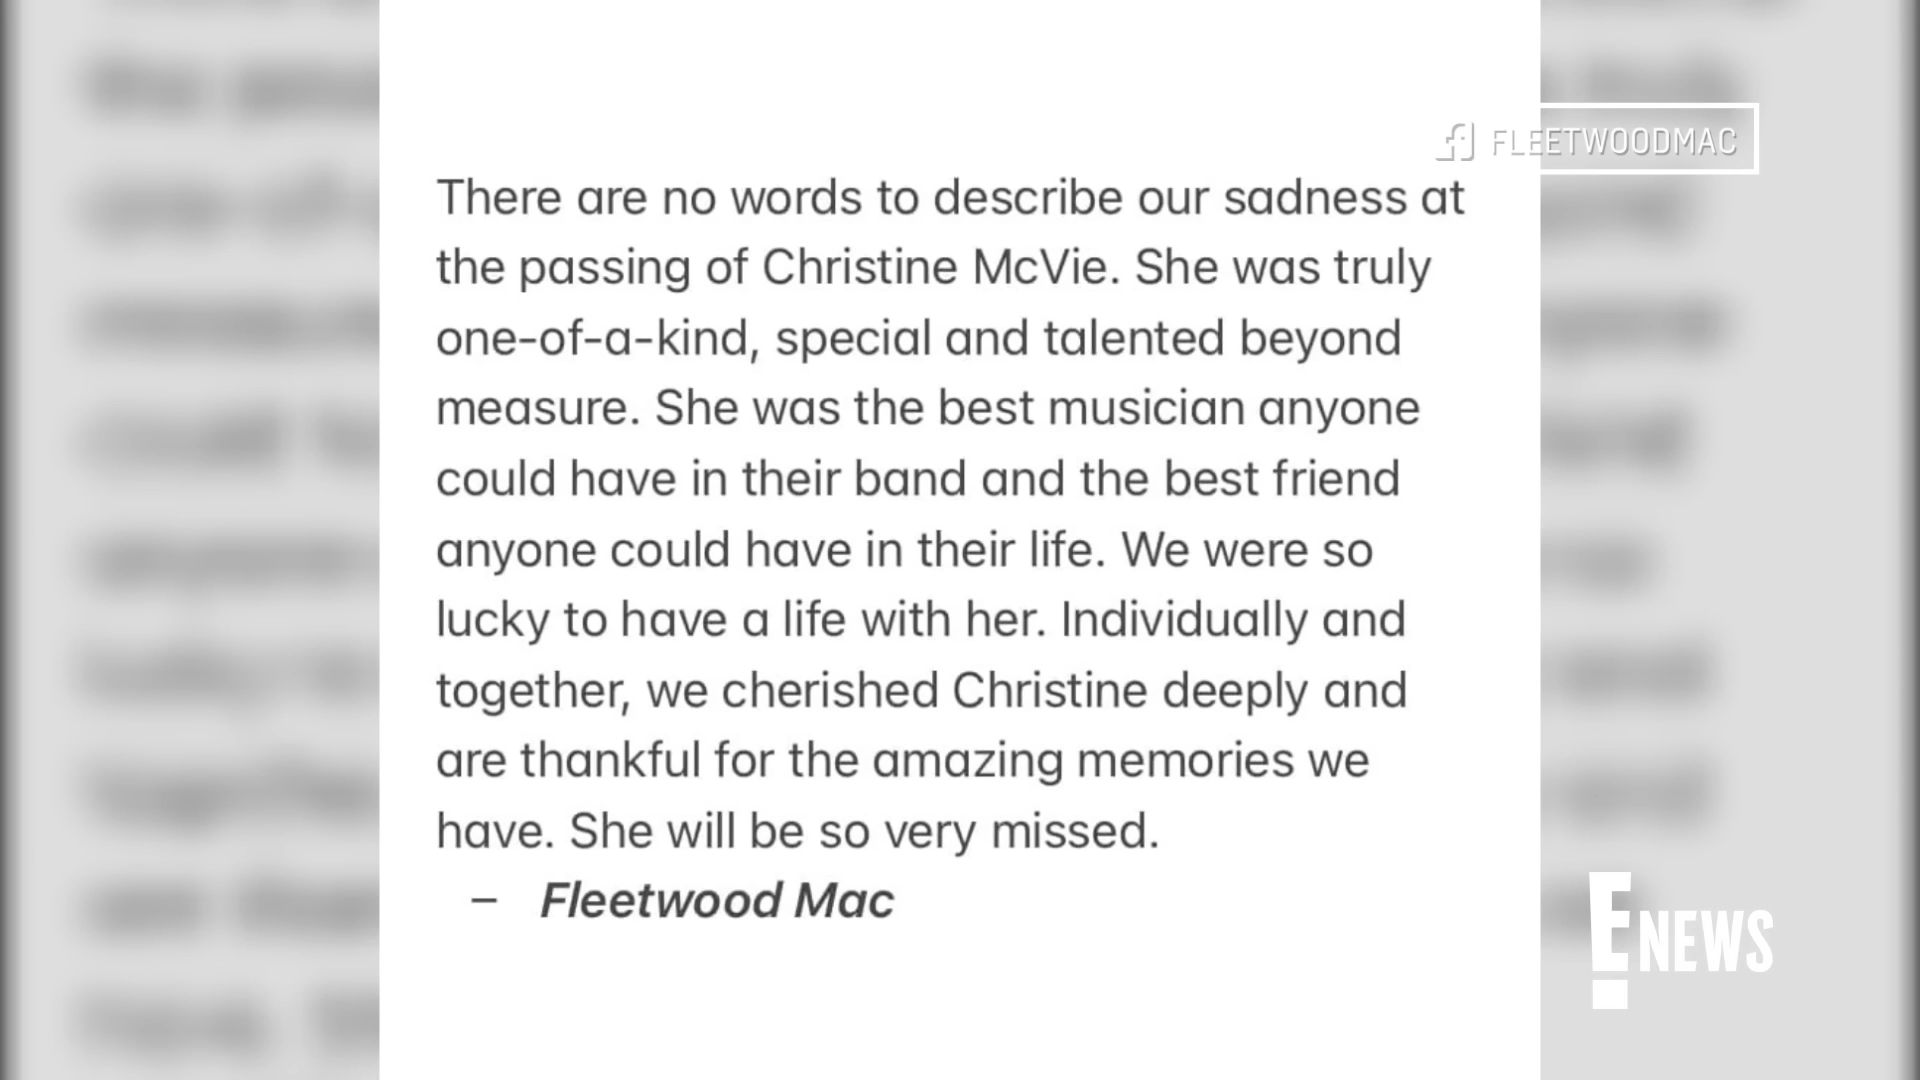 FLEETWOODMAC
There are no words to describe our sadness at
the passing of Christine McVie. She was truly
one-of-a-kind, special and talented beyond
measure. She was the best musician anyone
could have in their band and the best friend
anyone could have in their life. We were so
lucky to have a life with her. Individually and
together, we cherished Christine deeply and
are thankful for the amazing memories we
have. She will be so very missed.
– Fleetwood Mac
E! NEWS